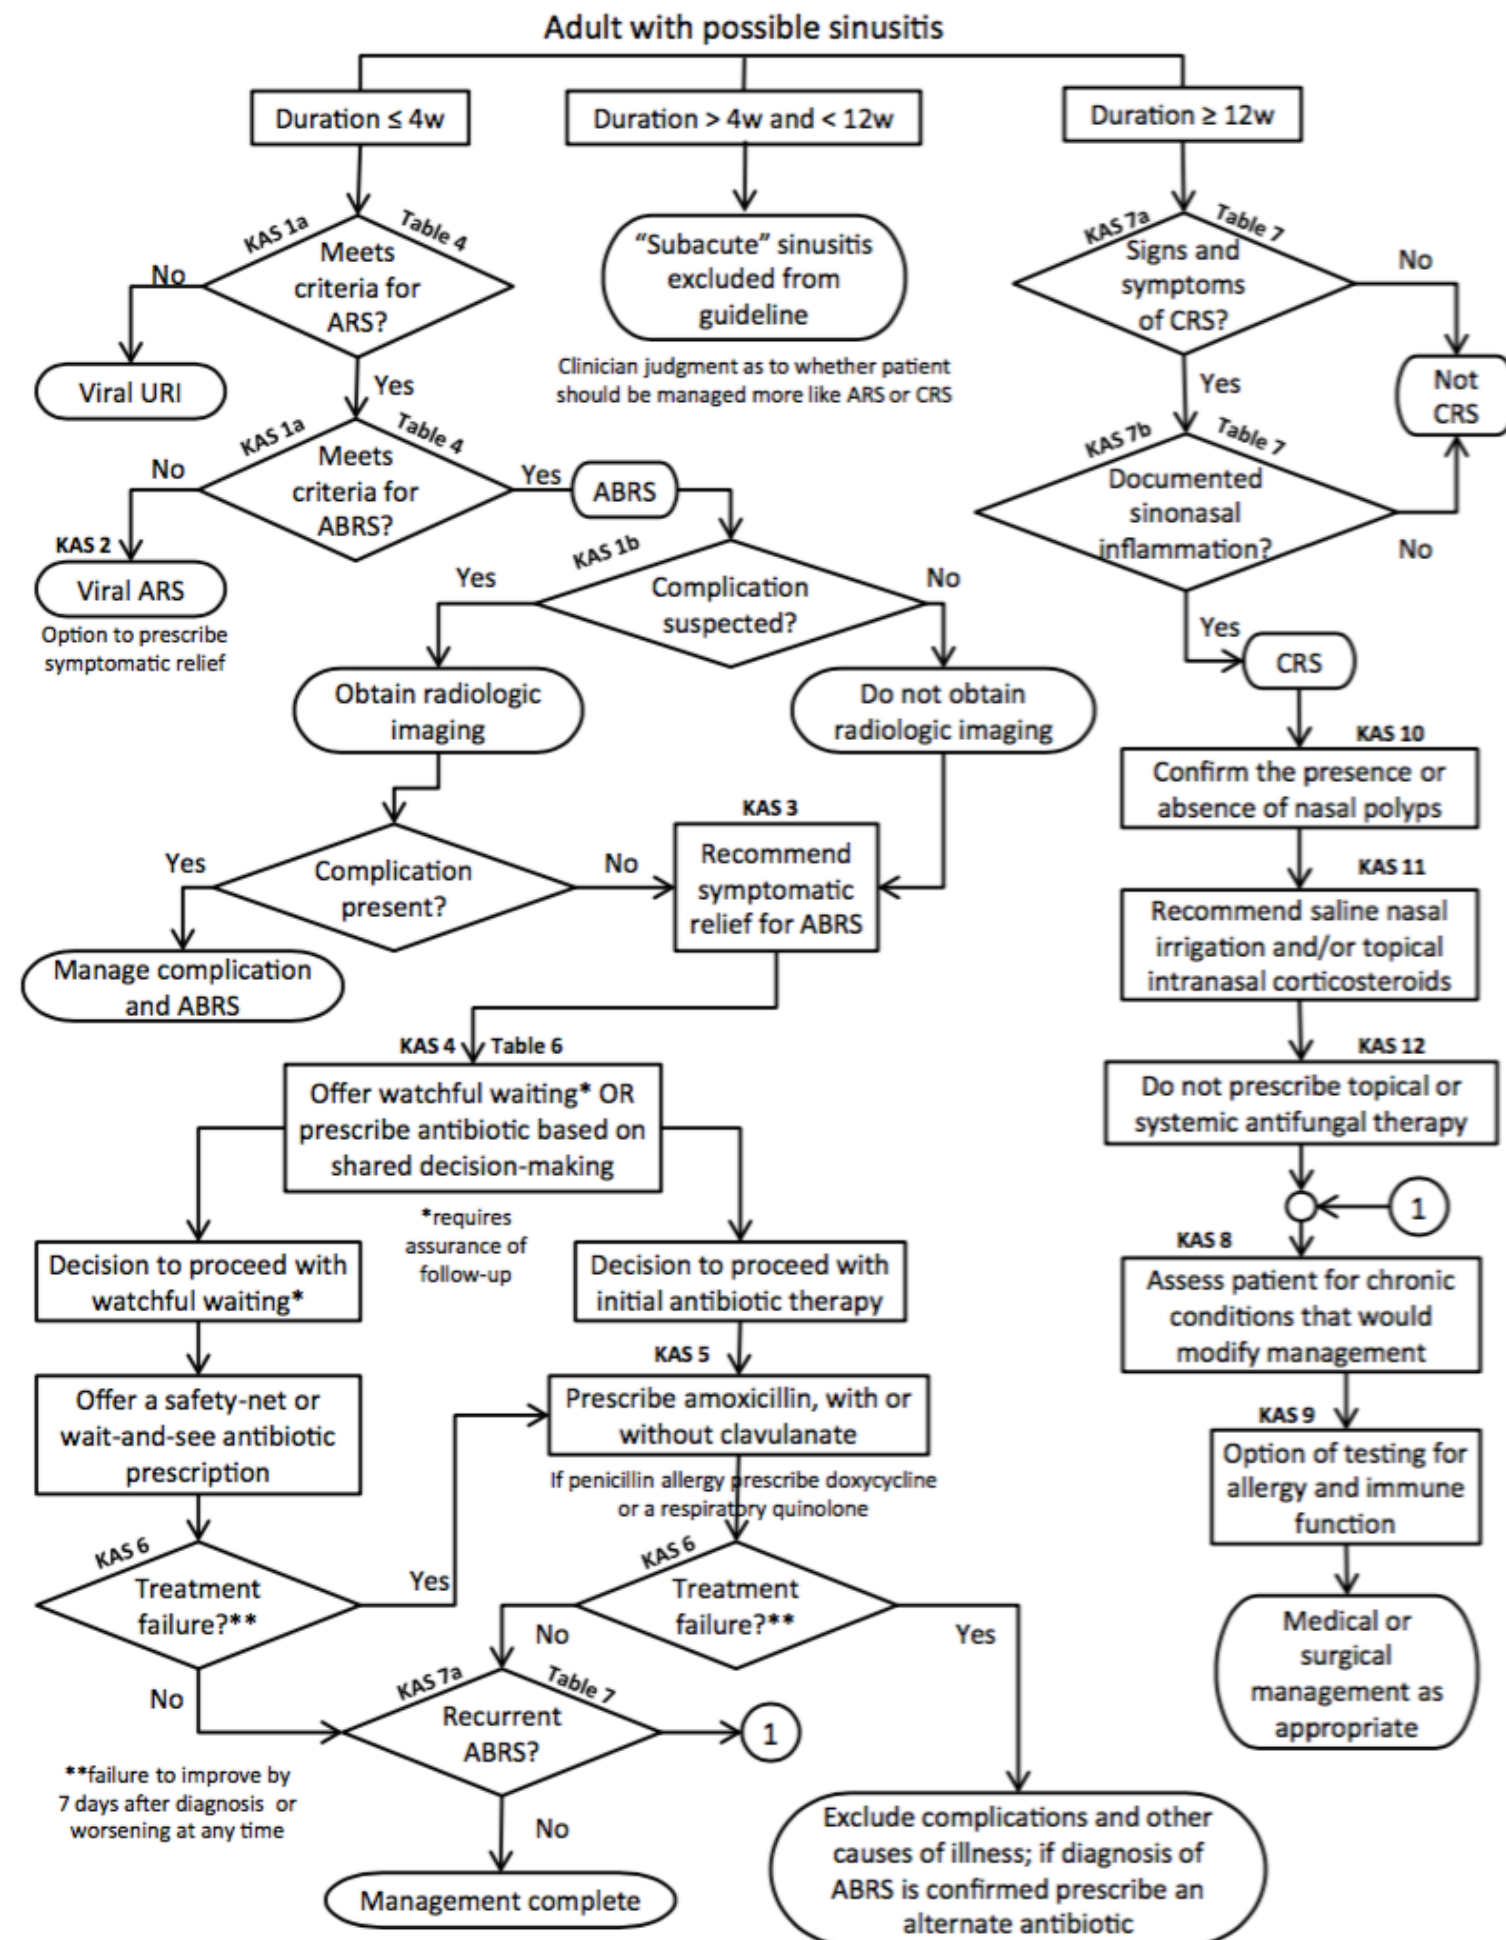 Adult with possible sinusitis
Duration ≤ 4w
Duration > 4w and < 12w
Duration ≥ 12w
KAS 1a
Table 4
Meets
criteria for
ARS?
No
Viral URI
Yes
"Subacute" sinusitis
excluded from
guideline
Clinician judgment as to whether patient
should be managed more like ARS or CRS
KAS 7a
Table 7
Signs and
symptoms
of CRS?
No
Yes
Not
CRS
KAS 1a
Table 4
Meets
criteria for
ABRS?
No
Yes
ABRS
KAS 2
Viral ARS
Option to prescribe
symptomatic relief
KAS 7b
Table 7
Documented
sinonasal
inflammation?
No
Yes
CRS
KAS 1b
Complication
suspected?
Yes
No
Obtain radiologic
imaging
Do not obtain
radiologic imaging
Complication
present?
Yes
No
Manage complication
and ABRS
KAS 3
Recommend
symptomatic
relief for ABRS
KAS 10
Confirm the presence or
absence of nasal polyps
KAS 11
Recommend saline nasal
irrigation and/or topical
intranasal corticosteroids
KAS 12
Do not prescribe topical or
systemic antifungal therapy
1
KAS 8
Assess patient for chronic
conditions that would
modify management
KAS 9
Option of testing for
allergy and immune
function
Medical or
surgical
management as
appropriate
KAS 4
Table 6
Offer watchful waiting* OR
prescribe antibiotic based on
shared decision-making
*requires
assurance of
follow-up
Decision to proceed with
watchful waiting*
Decision to proceed with
initial antibiotic therapy
Offer a safety-net or
wait-and-see antibiotic
prescription
KAS 5
Prescribe amoxicillin, with or
without clavulanate
If penicillin allergy prescribe doxycycline
or a respiratory quinolone
KAS 6
Treatment
failure?**
Yes
No
KAS 6
Treatment
failure?**
No
Yes
KAS 7a
Table 7
Recurrent
ABRS?
1
No
**failure to improve by
7 days after diagnosis or
worsening at any time
Management complete
Exclude complications and other
causes of illness; if diagnosis of
ABRS is confirmed prescribe an
alternate antibiotic